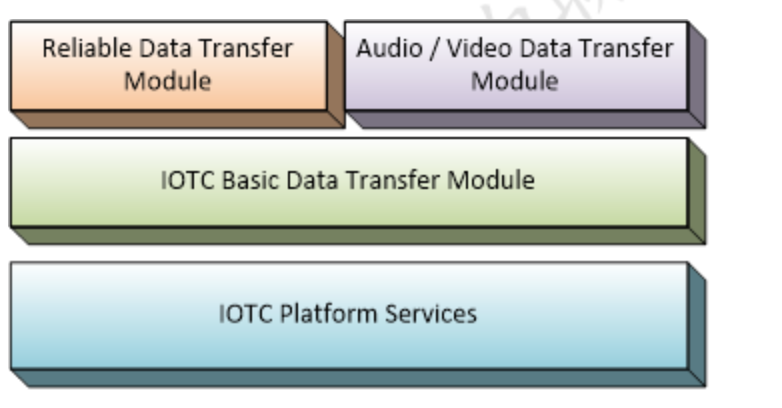 Reliable Data Transfer
Module
Audio / Video Data Transfer
Module
IOTC Basic Data Transfer Module
IOTC Platform Services